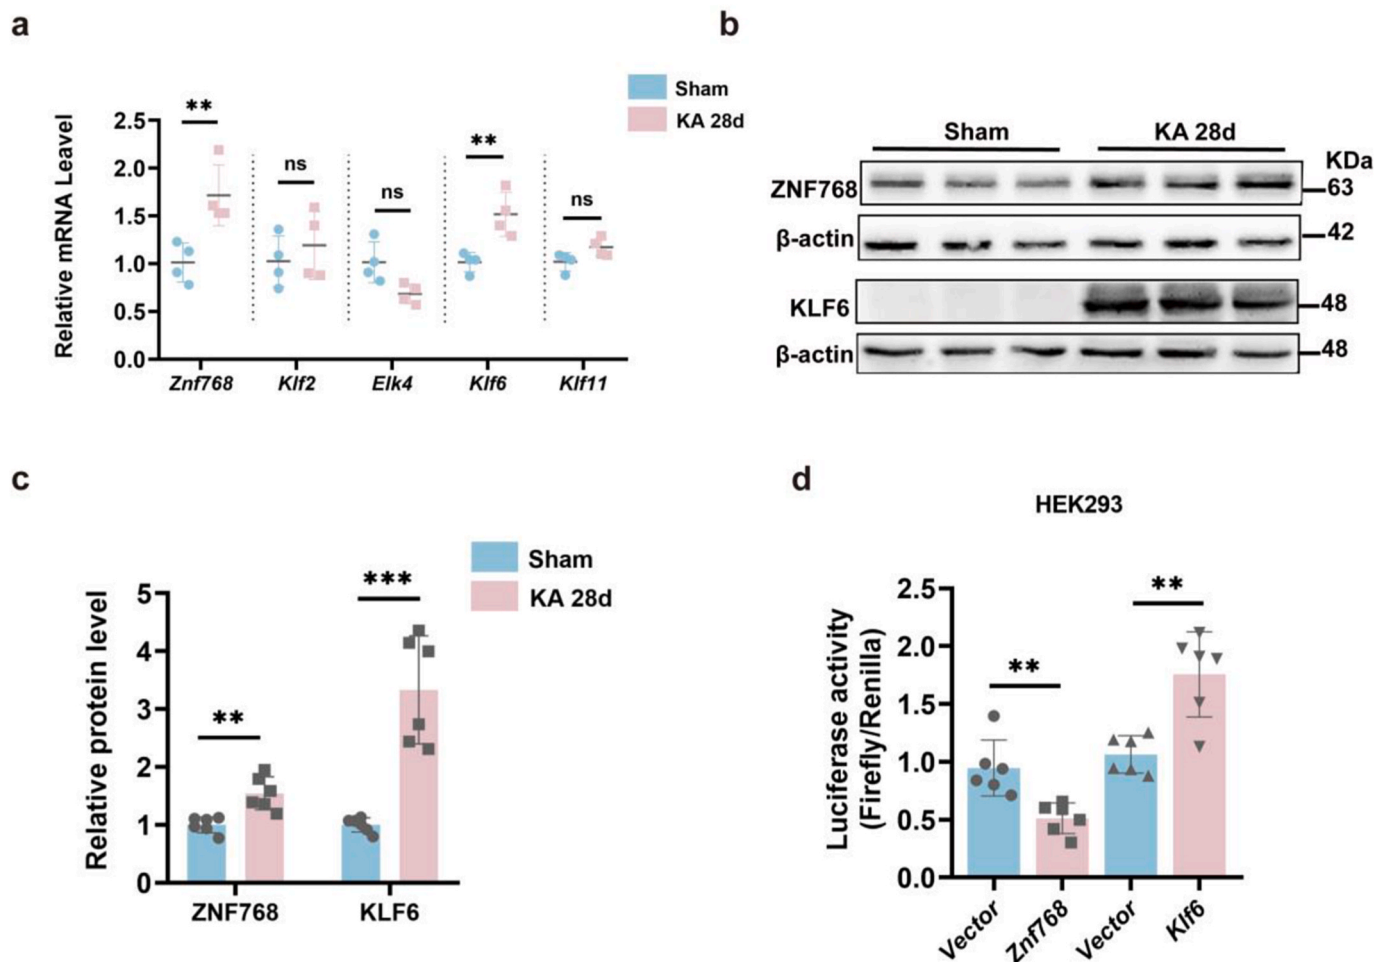 a
Sham
KA 28d
Relative mRNA Leavel
2.5
2.0
1.5
1.0
0.5
0.0
**
ns
ns
**
ns
Znf768
Klf2
Elk4
Klf6
Klf11
b
Sham
KA 28d
KDa
ZNF768
63
β-actin
42
KLF6
48
β-actin
48
c
Sham
KA 28d
Relative protein level
5
4
3
2
1
0
**
***
ZNF768
KLF6
d
HEK293
Luciferase activity
(Firefly/Renilla)
2.5
2.0
1.5
1.0
0.5
0.0
**
**
Vector
Znf768
Vector
Klf6